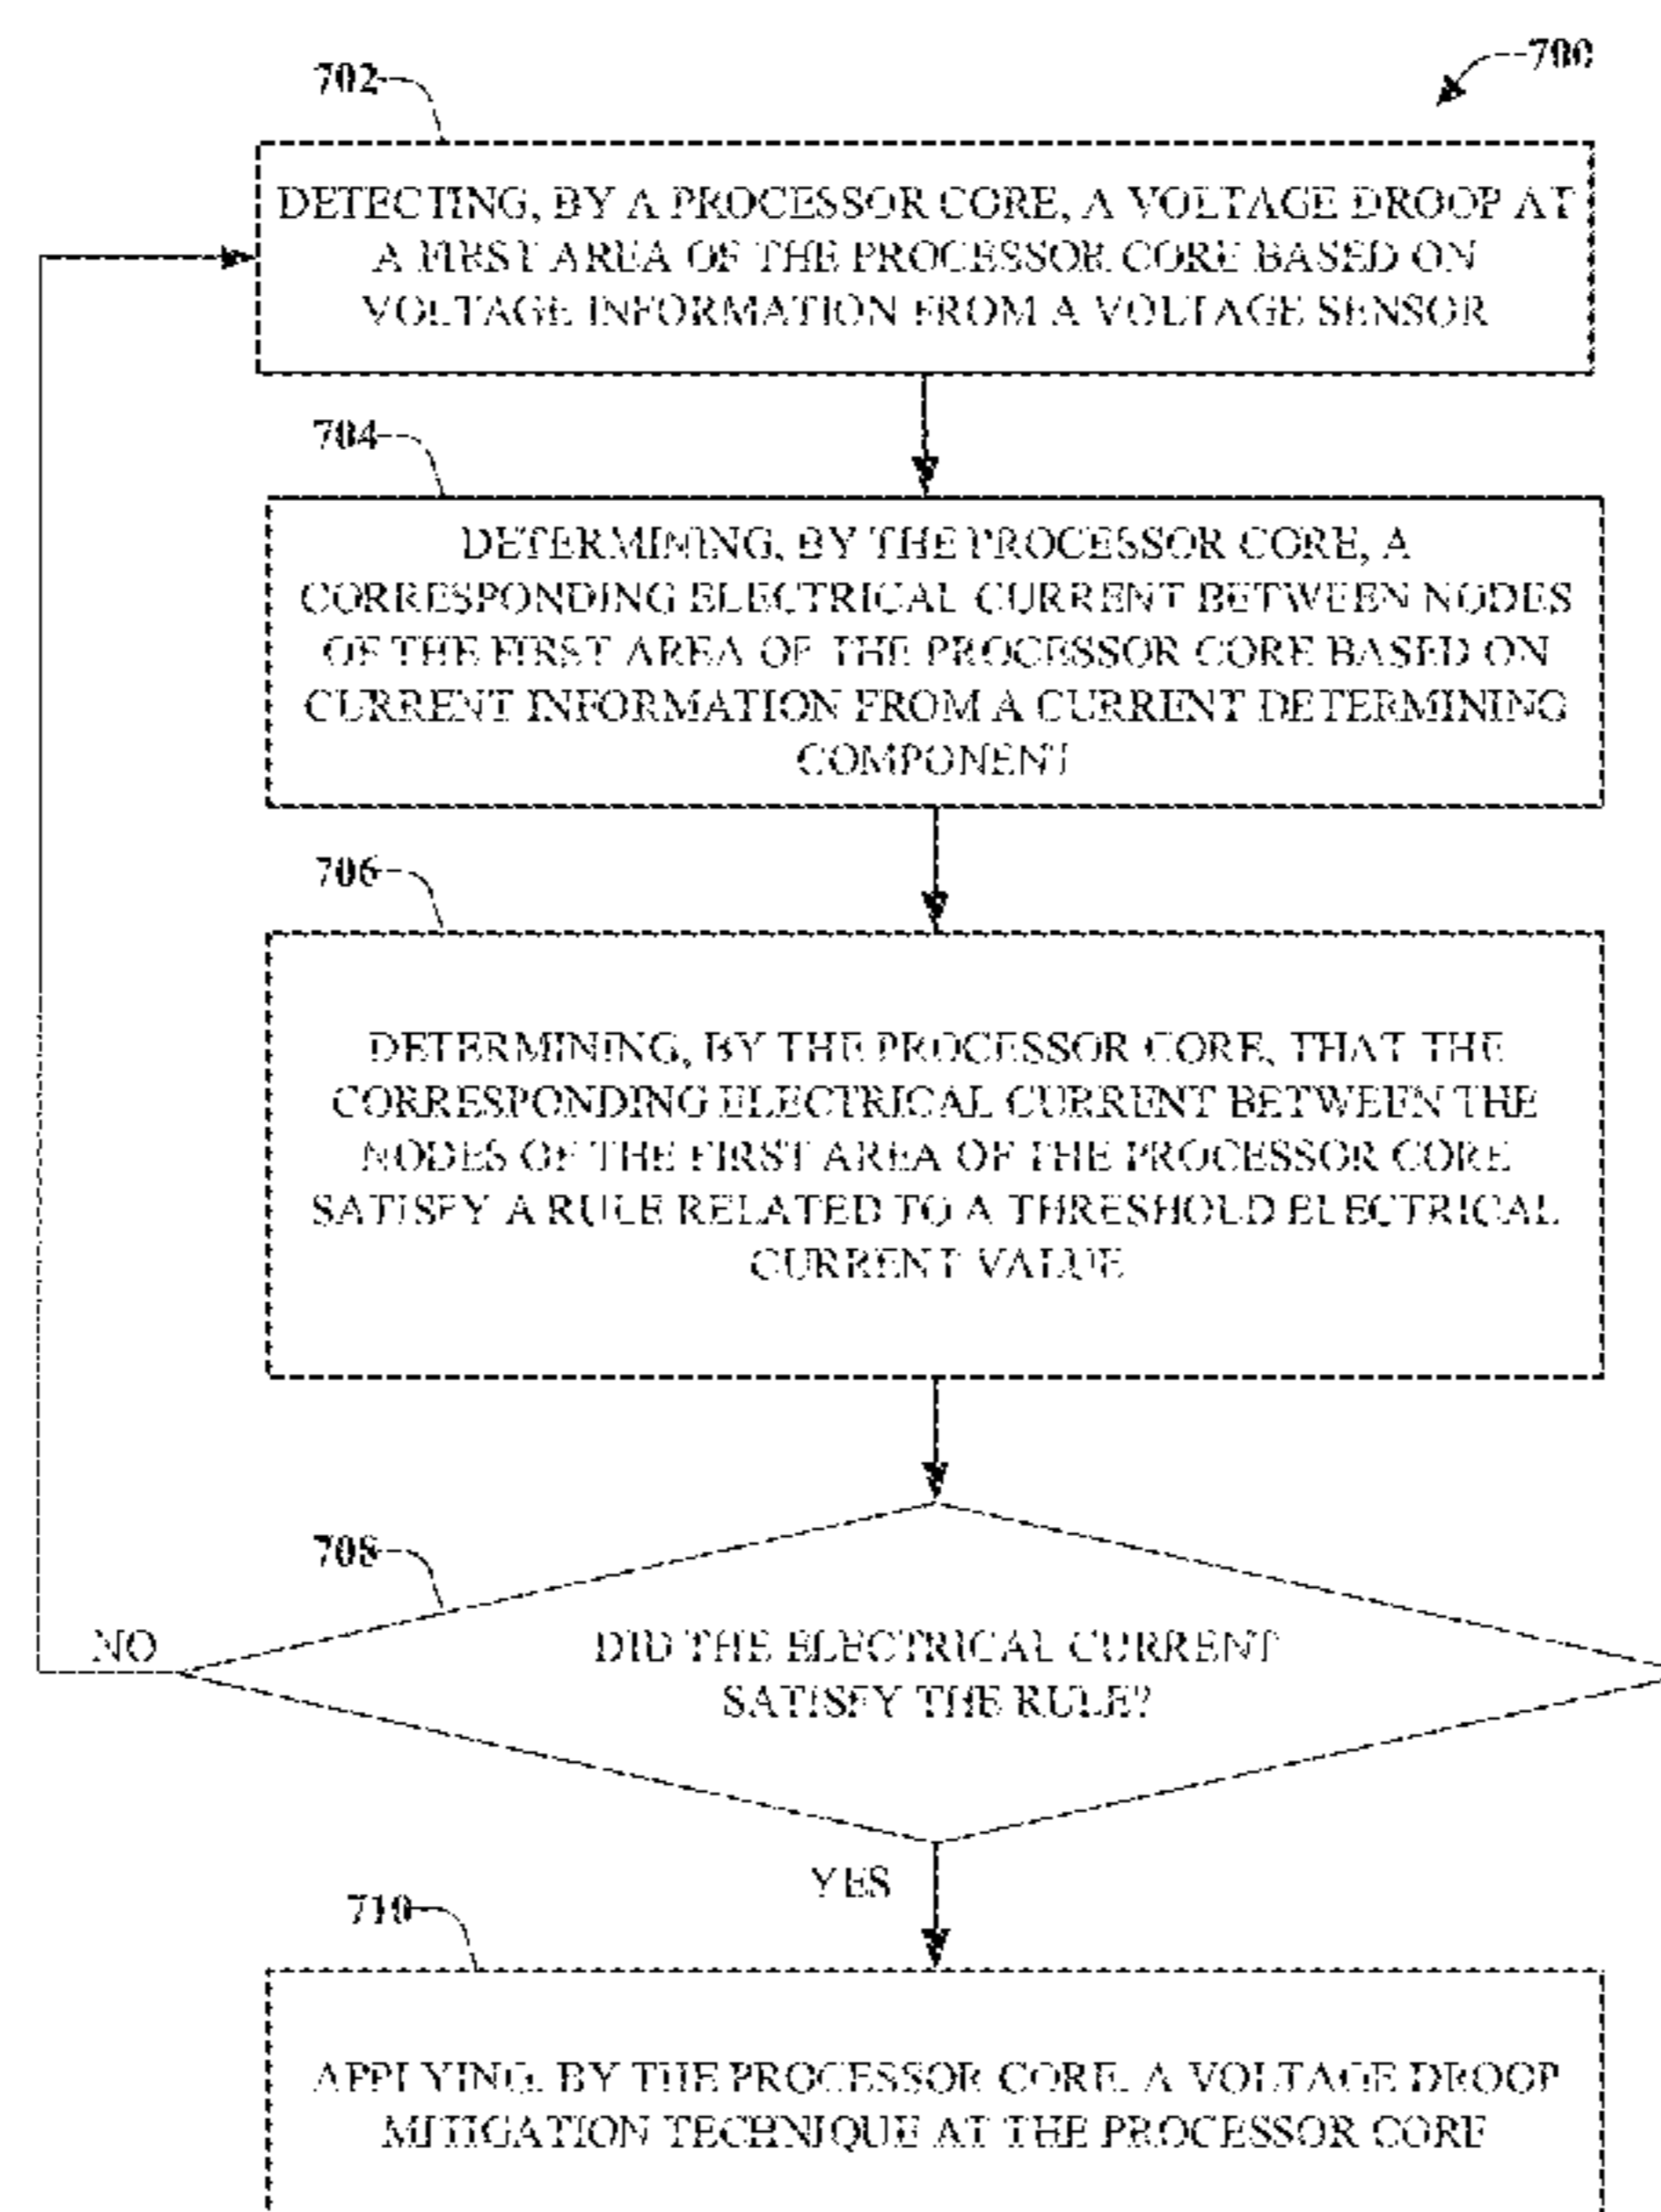 700
702
DETECTING, BY A PROCESSOR CORE, A VOLTAGE DROOP AT
A FIRST AREA OF THE PROCESSOR CORE BASED ON
VOLTAGE INFORMATION FROM A VOLTAGE SENSOR
704
DETERMINING, BY THE PROCESSOR CORE, A
CORRESPONDING ELECTRICAL CURRENT BETWEEN NODES
OF THE FIRST AREA OF THE PROCESSOR CORE BASED ON
CURRENT INFORMATION FROM A CURRENT DETERMINING
COMPONENT
706
DETERMINING, BY THE PROCESSOR CORE, THAT THE
CORRESPONDING ELECTRICAL CURRENT BETWEEN THE
NODES OF THE FIRST AREA OF THE PROCESSOR CORE
SATISFY A RULE RELATED TO A THRESHOLD ELECTRICAL
CURRENT VALUE
708
NO
DID THE ELECTRICAL CURRENT
SATISFY THE RULE?
YES
710
APPLYING, BY THE PROCESSOR CORE, A VOLTAGE DROOP
MITIGATION TECHNIQUE AT THE PROCESSOR CORE